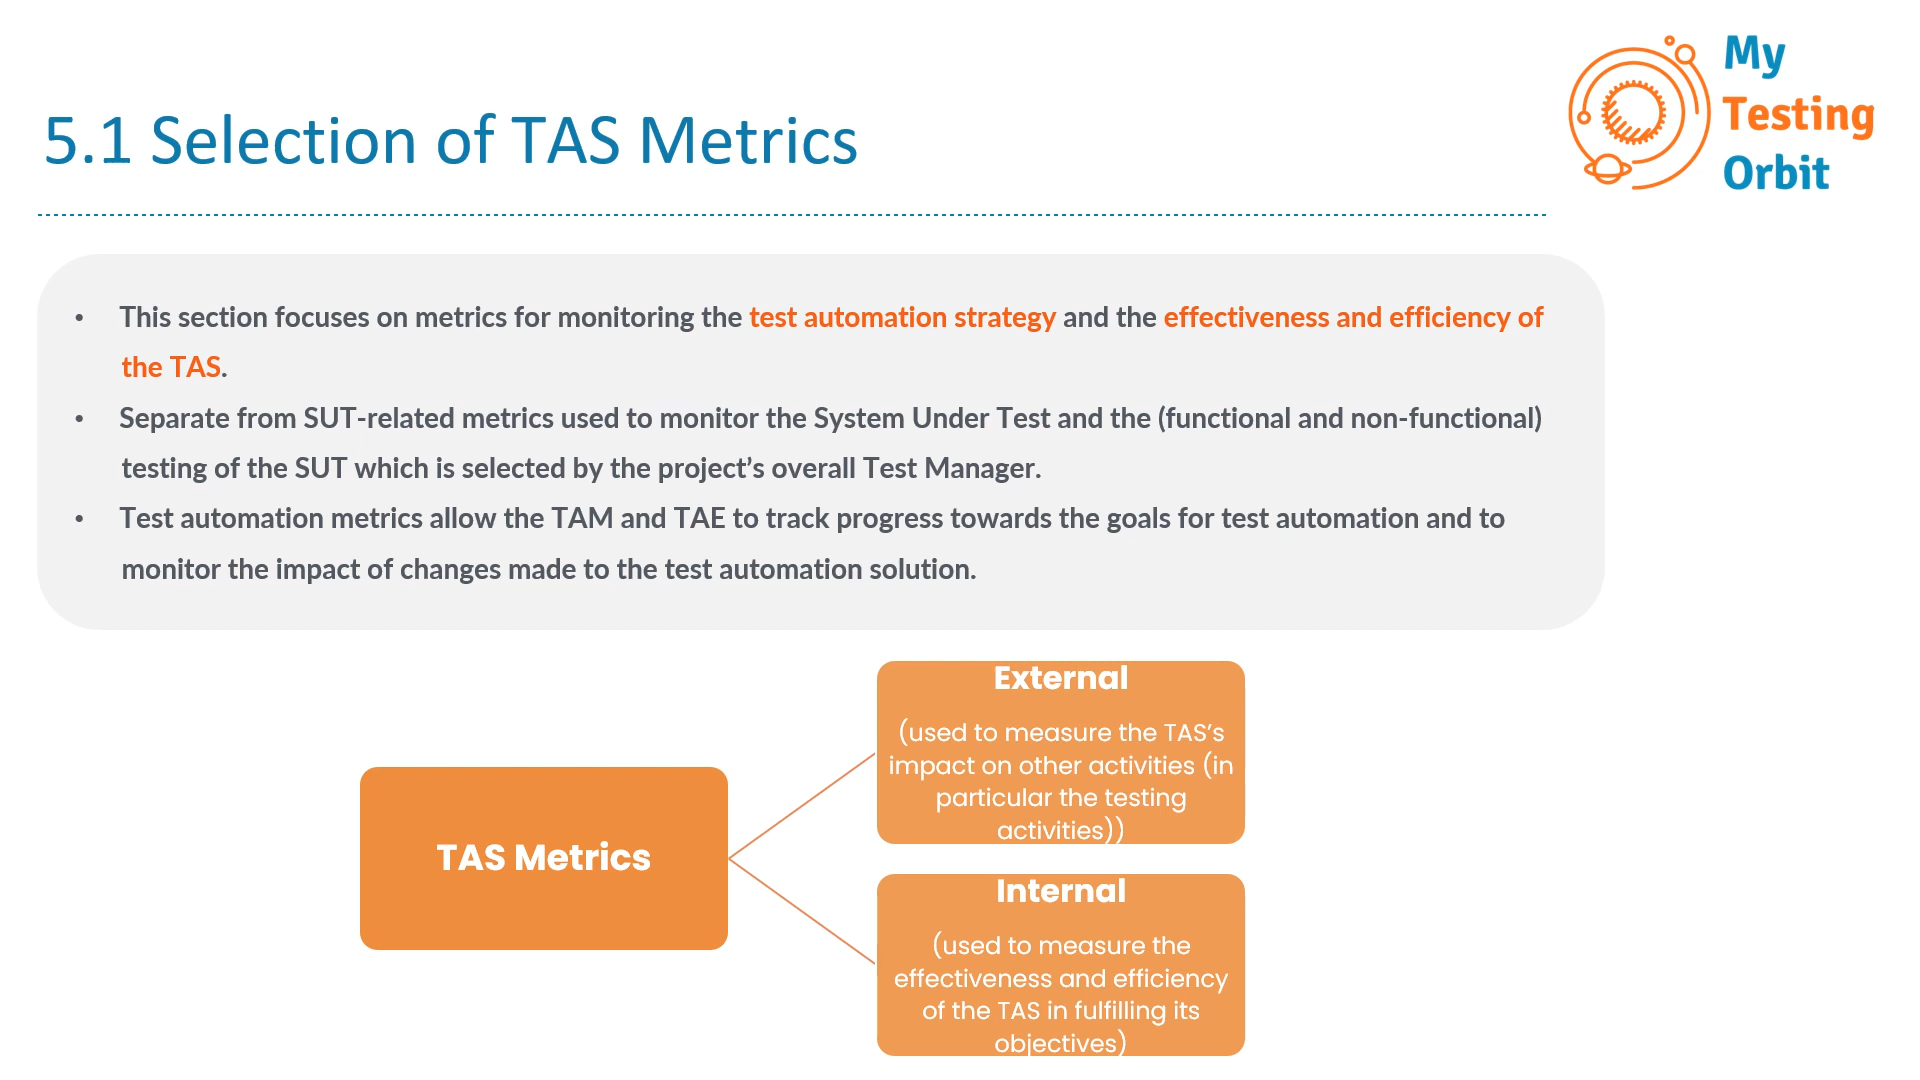 My
Testing
Orbit
5.1 Selection of TAS Metrics
• This section focuses on metrics for monitoring the test automation strategy and the effectiveness and efficiency of
the TAS.
• Separate from SUT-related metrics used to monitor the System Under Test and the (functional and non-functional)
testing of the SUT which is selected by the project’s overall Test Manager.
• Test automation metrics allow the TAM and TAE to track progress towards the goals for test automation and to
monitor the impact of changes made to the test automation solution.
TAS Metrics
External
(used to measure the TAS’s
impact on other activities (in
particular the testing
activities))
Internal
(used to measure the
effectiveness and efficiency
of the TAS in fulfilling its
objectives)